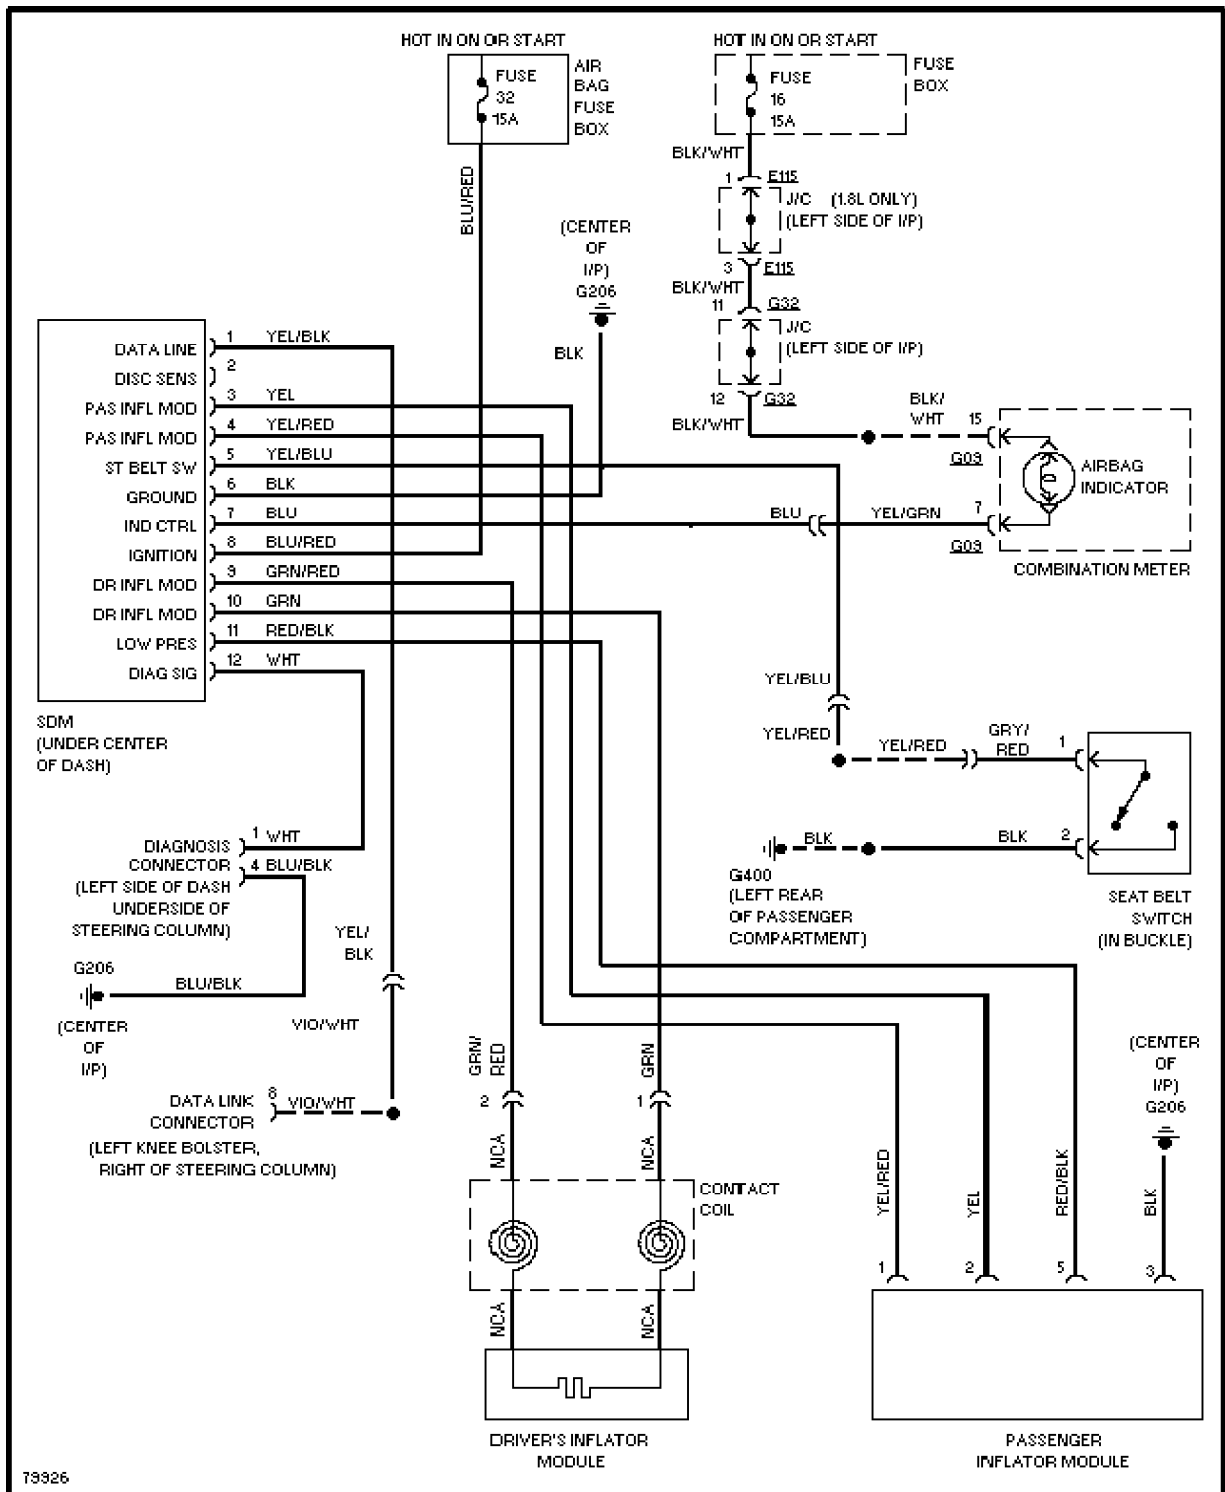 HOT IN ON OR START
FUSE
32
15A
AIR
BAG
FUSE
BOX
HOT IN ON OR START
FUSE
16
15A
FUSE
BOX
BLU/RED
BLK/WHT
1 E115
J/C (1.8L ONLY)
(LEFT SIDE OF I/P)
3 E115
BLK/WHT
11 G32
J/C
(LEFT SIDE OF I/P)
12 G32
BLK/WHT
(CENTER
OF
I/P)
G206
BLK
BLK/
WHT 15
G09
AIRBAG
INDICATOR
7
G09
COMBINATION METER
DATA LINE 1 YEL/BLK
DISC SENS 2
PAS INFL MOD 3 YEL
PAS INFL MOD 4 YEL/RED
ST BELT SW 5 YEL/BLU
GROUND 6 BLK
IND CTRL 7 BLU
BLU YEL/GRN
IGNITION 8 BLU/RED
DR INFL MOD 9 GRN/RED
DR INFL MOD 10 GRN
LOW PRES 11 RED/BLK
DIAG SIG 12 WHT
SDM
(UNDER CENTER
OF DASH)
YEL/BLU
YEL/RED
YEL/RED
GRY/
RED 1
BLK
BLK 2
G400
(LEFT REAR
OF PASSENGER
COMPARTMENT)
SEAT BELT
SWITCH
(IN BUCKLE)
DIAGNOSIS 1 WHT
CONNECTOR 4 BLU/BLK
(LEFT SIDE OF DASH
UNDERSIDE OF
STEERING COLUMN)
G206
BLU/BLK
(CENTER
OF
I/P)
YEL/
BLK
VIO/WHT
DATA LINK 8 VIO/WHT
CONNECTOR
(LEFT KNEE BOLSTER,
RIGHT OF STEERING COLUMN)
GRN/
RED
2
NCA
GRN
1
NCA
CONTACT
COIL
NCA
NCA
DRIVER'S INFLATOR
MODULE
(CENTER
OF
I/P)
G206
YEL/RED
YEL
RED/BLK
BLK
1
2
5
3
PASSENGER
INFLATOR MODULE
79926